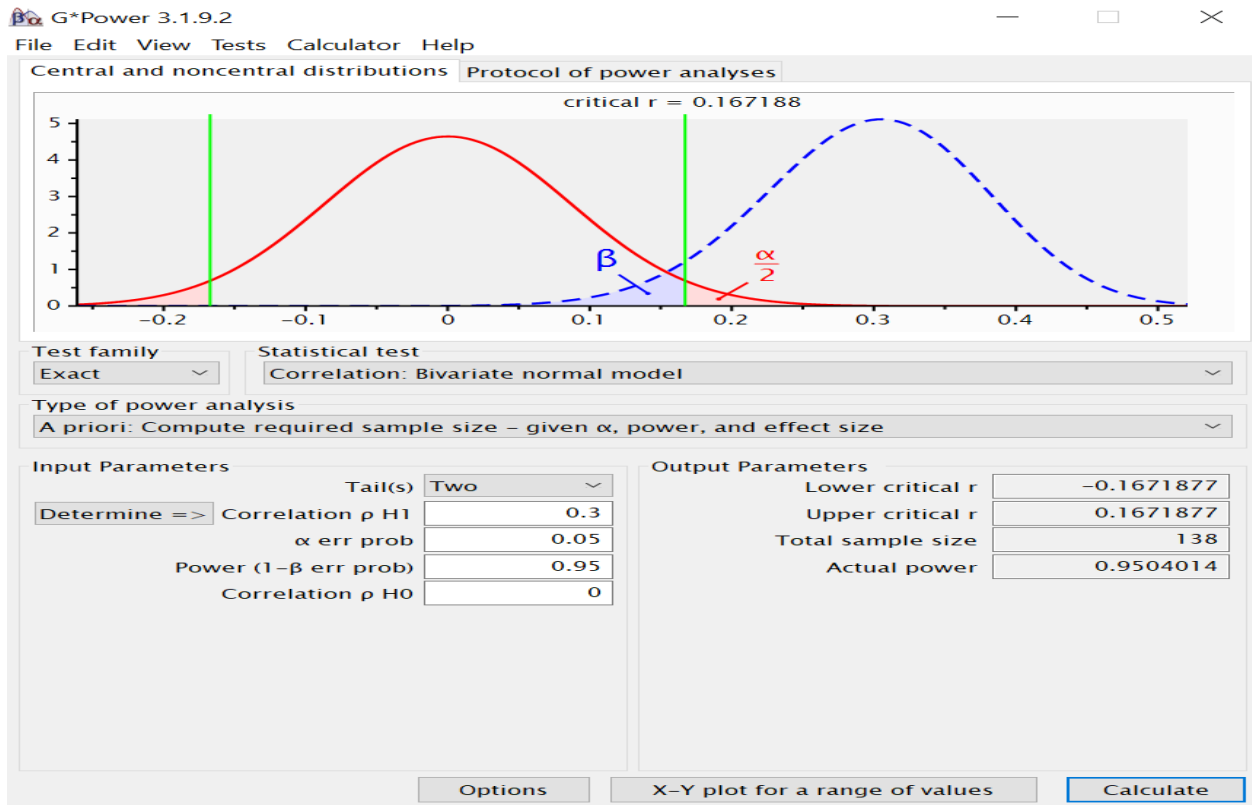 G*Power 3.1.9.2
File Edit View Tests Calculator Help
Central and noncentral distributions Protocol of power analyses
critical r = 0.167188
5
4
3
2
1
0
β
α
2
−0.2 −0.1 0 0.1 0.2 0.3 0.4 0.5
Test family Statistical test
Exact Correlation: Bivariate normal model
Type of power analysis
A priori: Compute required sample size – given α, power, and effect size
Input Parameters Output Parameters
Tail(s) Two Lower critical r −0.1671877
Determine => Correlation ρ H1 0.3 Upper critical r 0.1671877
α err prob 0.05 Total sample size 138
Power (1−β err prob) 0.95 Actual power 0.9504014
Correlation ρ H0 0
Options X−Y plot for a range of values Calculate